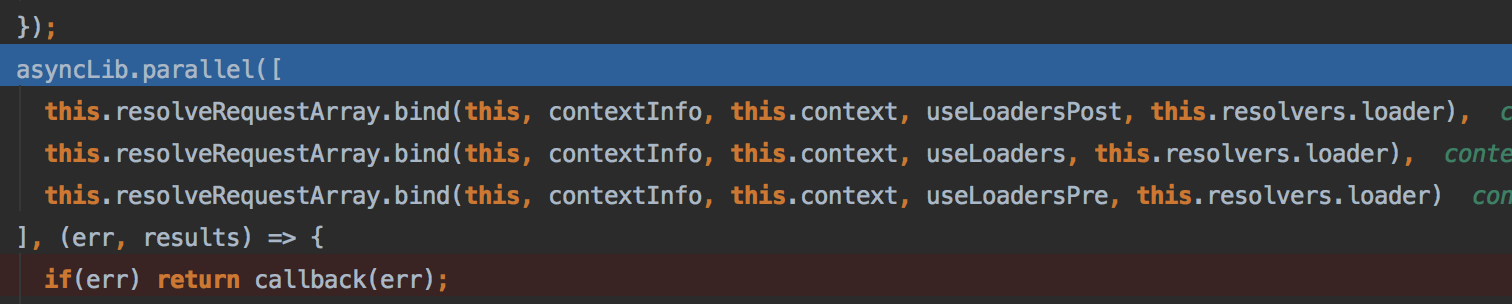 });
asyncLib.parallel([
this.resolveRequestArray.bind(this, contextInfo, this.context, useLoadersPost, this.resolvers.loader),
this.resolveRequestArray.bind(this, contextInfo, this.context, useLoaders, this.resolvers.loader),
this.resolveRequestArray.bind(this, contextInfo, this.context, useLoadersPre, this.resolvers.loader)
], (err, results) => {
if(err) return callback(err);